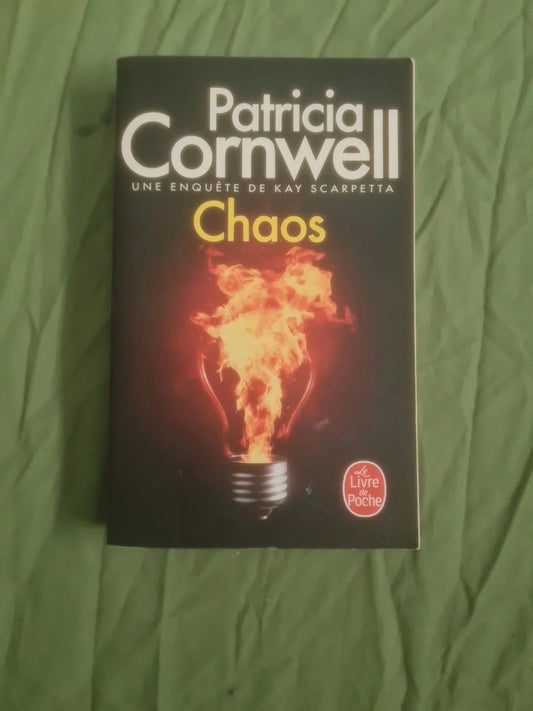 Patricia
Cornwell
UNE ENQUÊTE DE KAY SCARPETTA
Chaos
Le
Livre
de
Poche